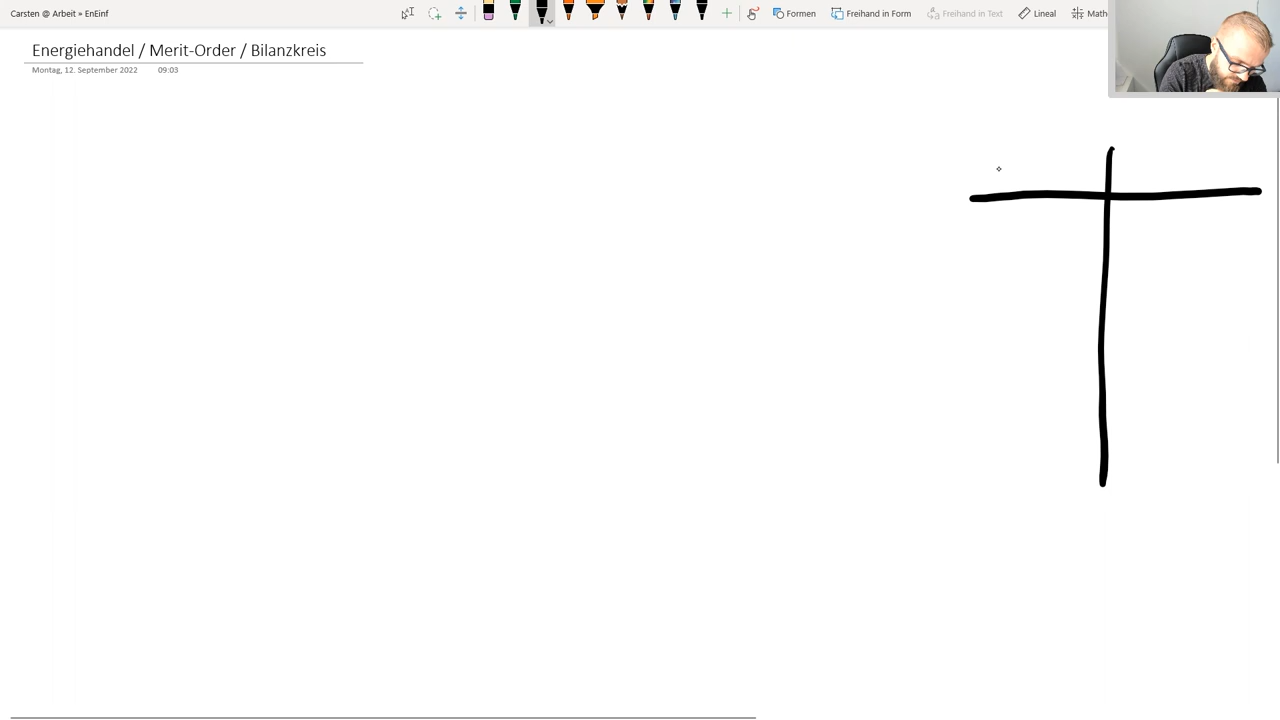 Carsten @ Arbeit » EnEinf
Formen
Freihand in Form
Freihand in Text
Lineal
Math
Energiehandel / Merit-Order / Bilanzkreis
Montag, 12. September 2022 09:03